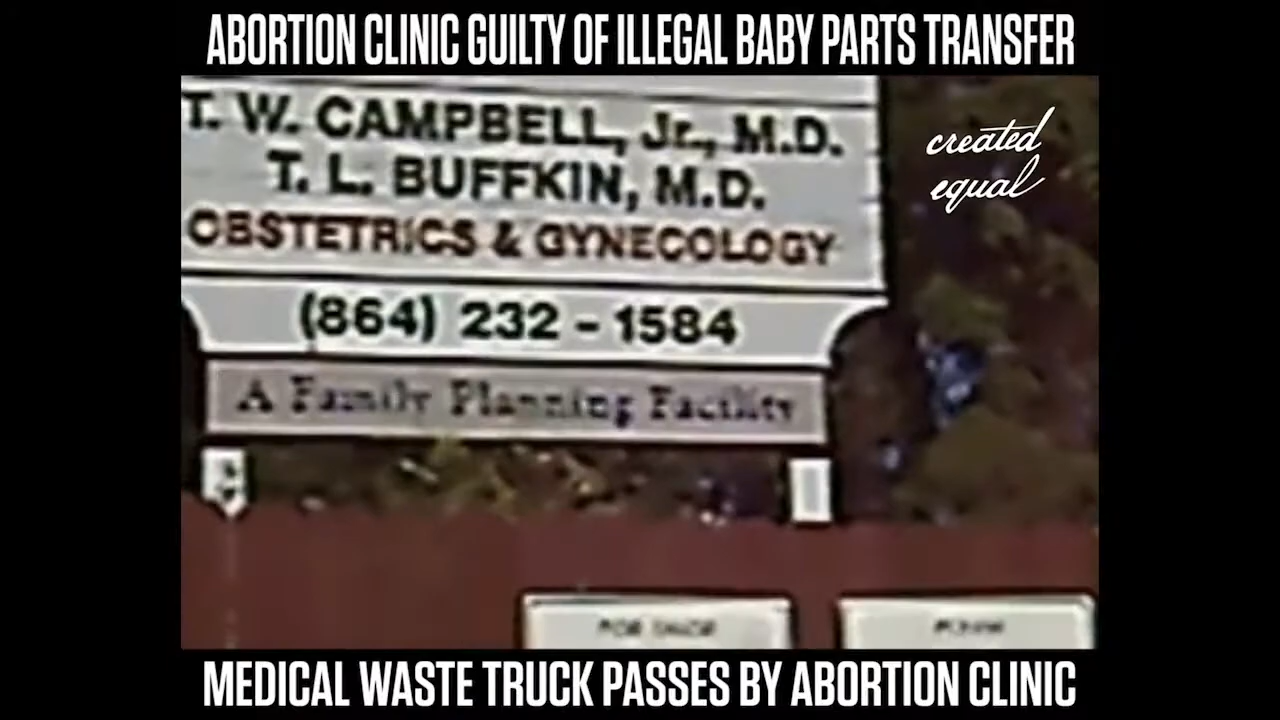 ABORTION CLINIC GUILTY OF ILLEGAL BABY PARTS TRANSFER
created
equal
T. W. CAMPBELL, Jr., M.D.
T. L. BUFFKIN, M.D.
OBSTETRICS & GYNECOLOGY
(864) 232-1584
A Family Planning Facility
MEDICAL WASTE TRUCK PASSES BY ABORTION CLINIC